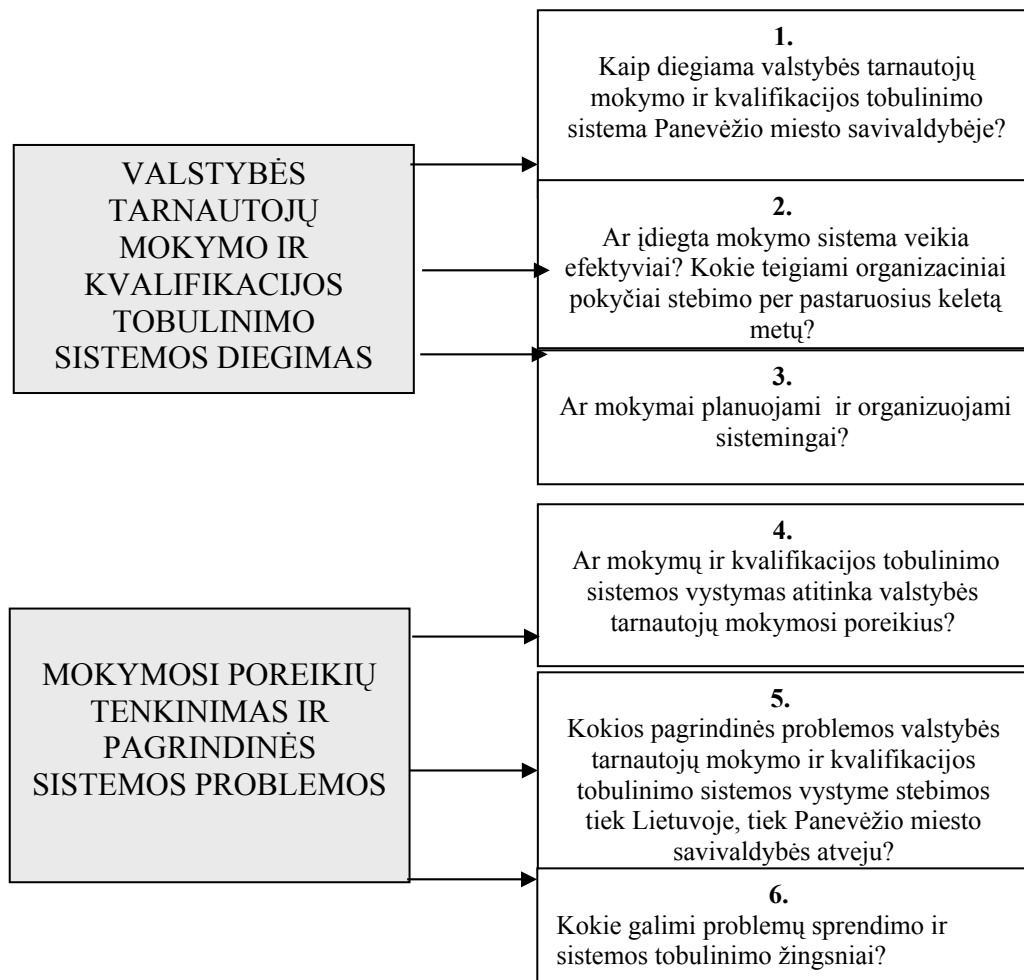 VALSTYBĖS
TARNAUTOJŲ
MOKYMO IR
KVALIFIKACIJOS
TOBULINIMO
SISTEMOS DIEGIMAS
1.
Kaip diegiama valstybės tarnautojų
mokymo ir kvalifikacijos tobulinimo
sistema Panevėžio miesto savivaldybėje?
2.
Ar įdiegta mokymo sistema veikia
efektyviai? Kokie teigiami organizaciniai
pokyčiai stebimo per pastaruosius keletą
metų?
3.
Ar mokymai planuojami ir organizuojami
sistemingai?
MOKYMOSI POREIKIŲ
TENKINIMAS IR
PAGRINDINĖS
SISTEMOS PROBLEMOS
4.
Ar mokymų ir kvalifikacijos tobulinimo
sistemos vystymas atitinka valstybės
tarnautojų mokymosi poreikius?
5.
Kokios pagrindinės problemos valstybės
tarnautojų mokymo ir kvalifikacijos
tobulinimo sistemos vystyme stebimos
tiek Lietuvoje, tiek Panevėžio miesto
savivaldybės atveju?
6.
Kokie galimi problemų sprendimo ir
sistemos tobulinimo žingsniai?